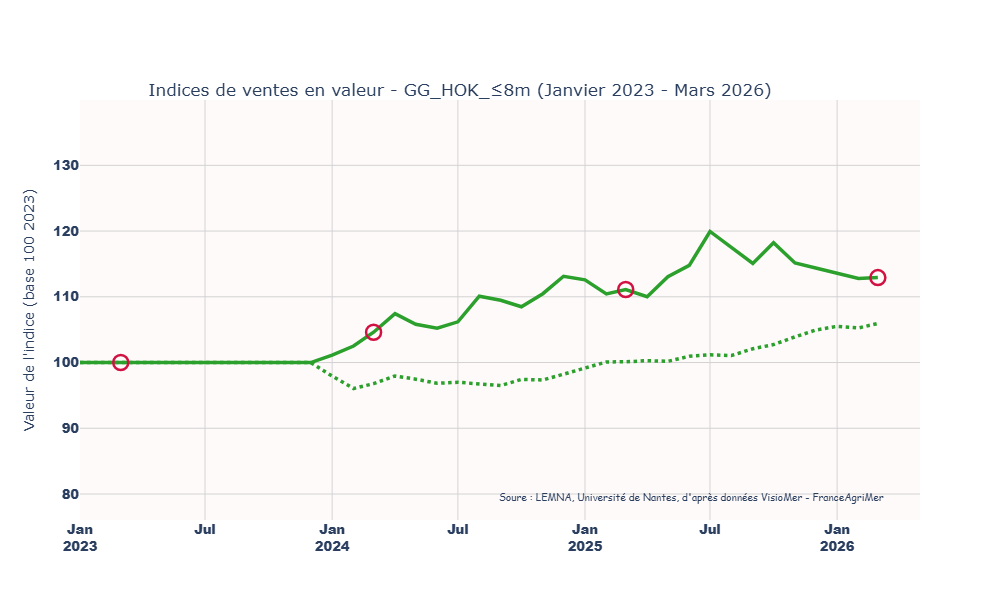 Indices de ventes en valeur - GG_HOK_≤8m (Janvier 2023 - Mars 2026)
Valeur de l'indice (base 100 2023)
130
120
110
100
90
80
Soure : LEMNA, Université de Nantes, d'après données VisioMer - FranceAgriMer
Jan Jul Jan Jul Jan Jul Jan
2023 2024 2025 2026